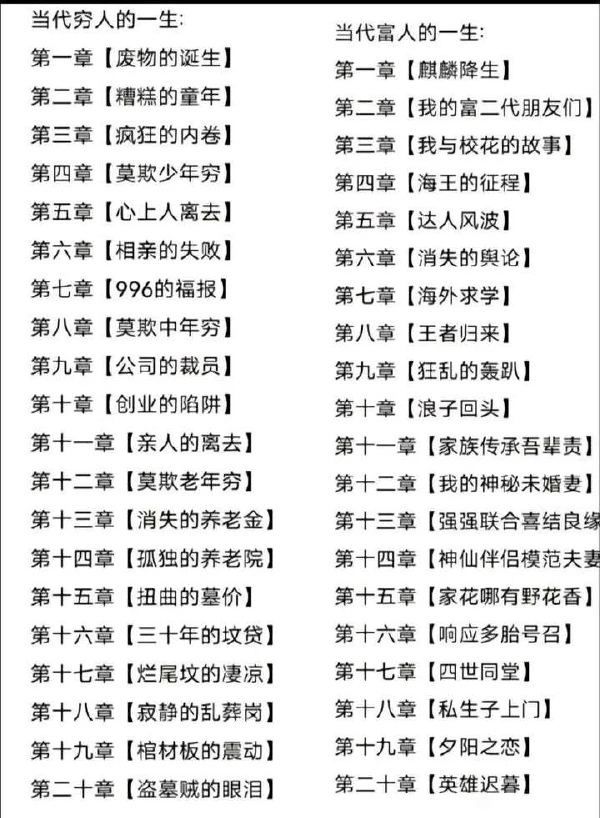 当代穷人的一生:
第一章【废物的诞生】
第二章【糟糕的童年】
第三章【疯狂的内卷】
第四章【莫欺少年穷】
第五章【心上人离去】
第六章【相亲的失败】
第七章【996的福报】
第八章【莫欺中年穷】
第九章【公司的裁员】
第十章【创业的陷阱】
第十一章【亲人的离去】
第十二章【莫欺老年穷】
第十三章【消失的养老金】
第十四章【孤独的养老院】
第十五章【扭曲的墓价】
第十六章【三十年的坟贷】
第十七章【烂尾坟的凄凉】
第十八章【寂静的乱葬岗】
第十九章【棺材板的震动】
第二十章【盗墓贼的眼泪】
当代富人的一生:
第一章【麒麟降生】
第二章【我的富二代朋友们】
第三章【我与校花的故事】
第四章【海王的征程】
第五章【达人风波】
第六章【消失的舆论】
第七章【海外求学】
第八章【王者归来】
第九章【狂乱的轰趴】
第十章【浪子回头】
第十一章【家族传承吾辈责】
第十二章【我的神秘未婚妻】
第十三章【强强联合喜结良缘
第十四章【神仙伴侣模范夫妻
第十五章【家花哪有野花香】
第十六章【响应多胎号召】
第十七章【四世同堂】
第十八章【私生子上门】
第十九章【夕阳之恋】
第二十章【英雄迟暮】